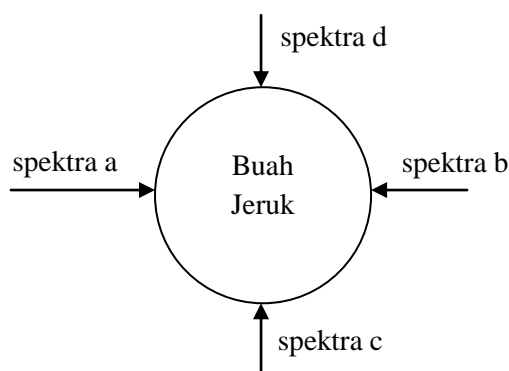 spektra d
spektra a
Buah
Jeruk
spektra b
spektra c